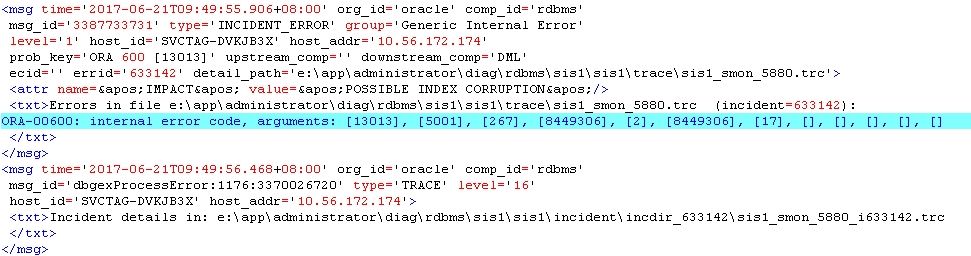 <msg time='2017-06-21T09:49:55.906+08:00' org_id='oracle' comp_id='rdbms'
msg_id='3387733731' type='INCIDENT_ERROR' group='Generic Internal Error'
level='1' host_id='SVCTAG-DVKJB3X' host_addr='10.56.172.174'
prob_key='ORA 600 [13013]' upstream_comp='' downstream_comp='DML'
ecid='' errid='633142' detail_path='e:\app\administrator\diag\rdbms\sis1\sis1\trace\sis1_smon_5880.trc'>
<attr name=&apos;IMPACT&apos; value=&apos;POSSIBLE INDEX CORRUPTION&apos;/>
<txt>Errors in file e:\app\administrator\diag\rdbms\sis1\sis1\trace\sis1_smon_5880.trc  (incident=633142):
ORA-00600: internal error code, arguments: [13013], [5001], [267], [8449306], [2], [8449306], [17], [], [], [], [], []
</txt>
</msg>
<msg time='2017-06-21T09:49:56.468+08:00' org_id='oracle' comp_id='rdbms'
msg_id='dbgexProcessError:1176:3370026720' type='TRACE' level='16'
host_id='SVCTAG-DVKJB3X' host_addr='10.56.172.174'>
<txt>Incident details in: e:\app\administrator\diag\rdbms\sis1\sis1\incident\incdir_633142\sis1_smon_5880_i633142.trc
</txt>
</msg>